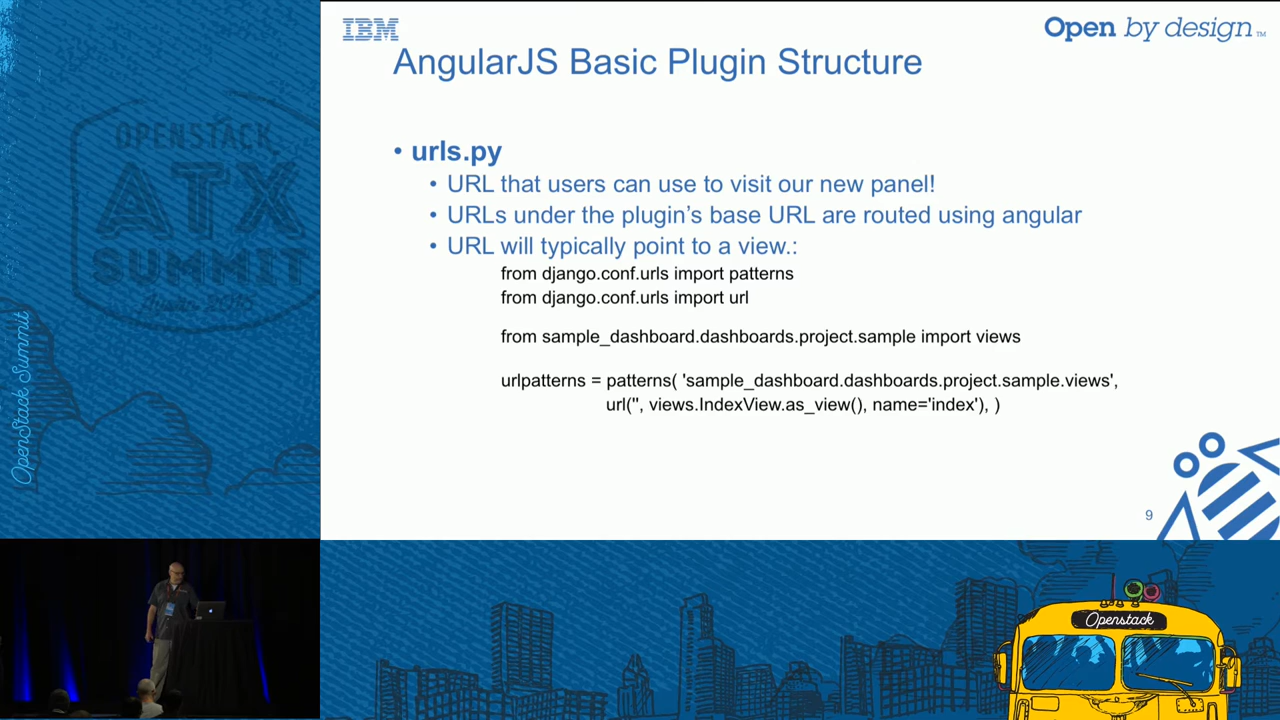 IBM
Open by design™
AngularJS Basic Plugin Structure
• urls.py
• URL that users can use to visit our new panel!
• URLs under the plugin's base URL are routed using angular
• URL will typically point to a view.:
from django.conf.urls import patterns
from django.conf.urls import url
from sample_dashboard.dashboards.project.sample import views
urlpatterns = patterns( 'sample_dashboard.dashboards.project.sample.views',
url('', views.IndexView.as_view(), name='index'), )
9
OPENSTACK
ATX
SUMMIT
Austin 2016
OpenStack Summit
Openstack